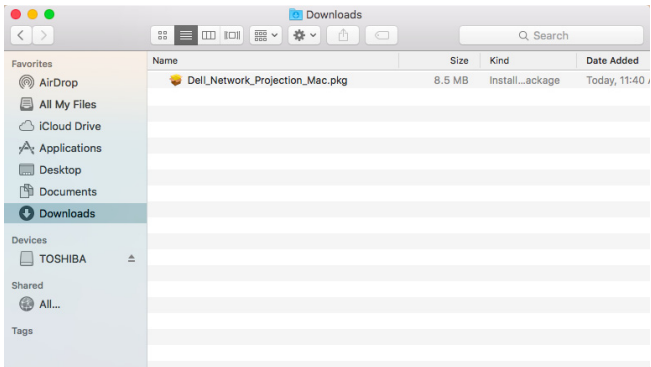 Downloads
Search
Favorites
AirDrop
All My Files
iCloud Drive
Applications
Desktop
Documents
Downloads
Devices
TOSHIBA
Shared
All...
Tags
Name Size Kind Date Added
Dell_Network_Projection_Mac.pkg 8.5 MB Install...ackage Today, 11:40